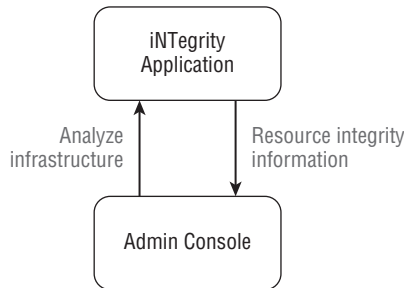 iNTegrity
Application
Analyze
infrastructure
Resource integrity
information
Admin Console